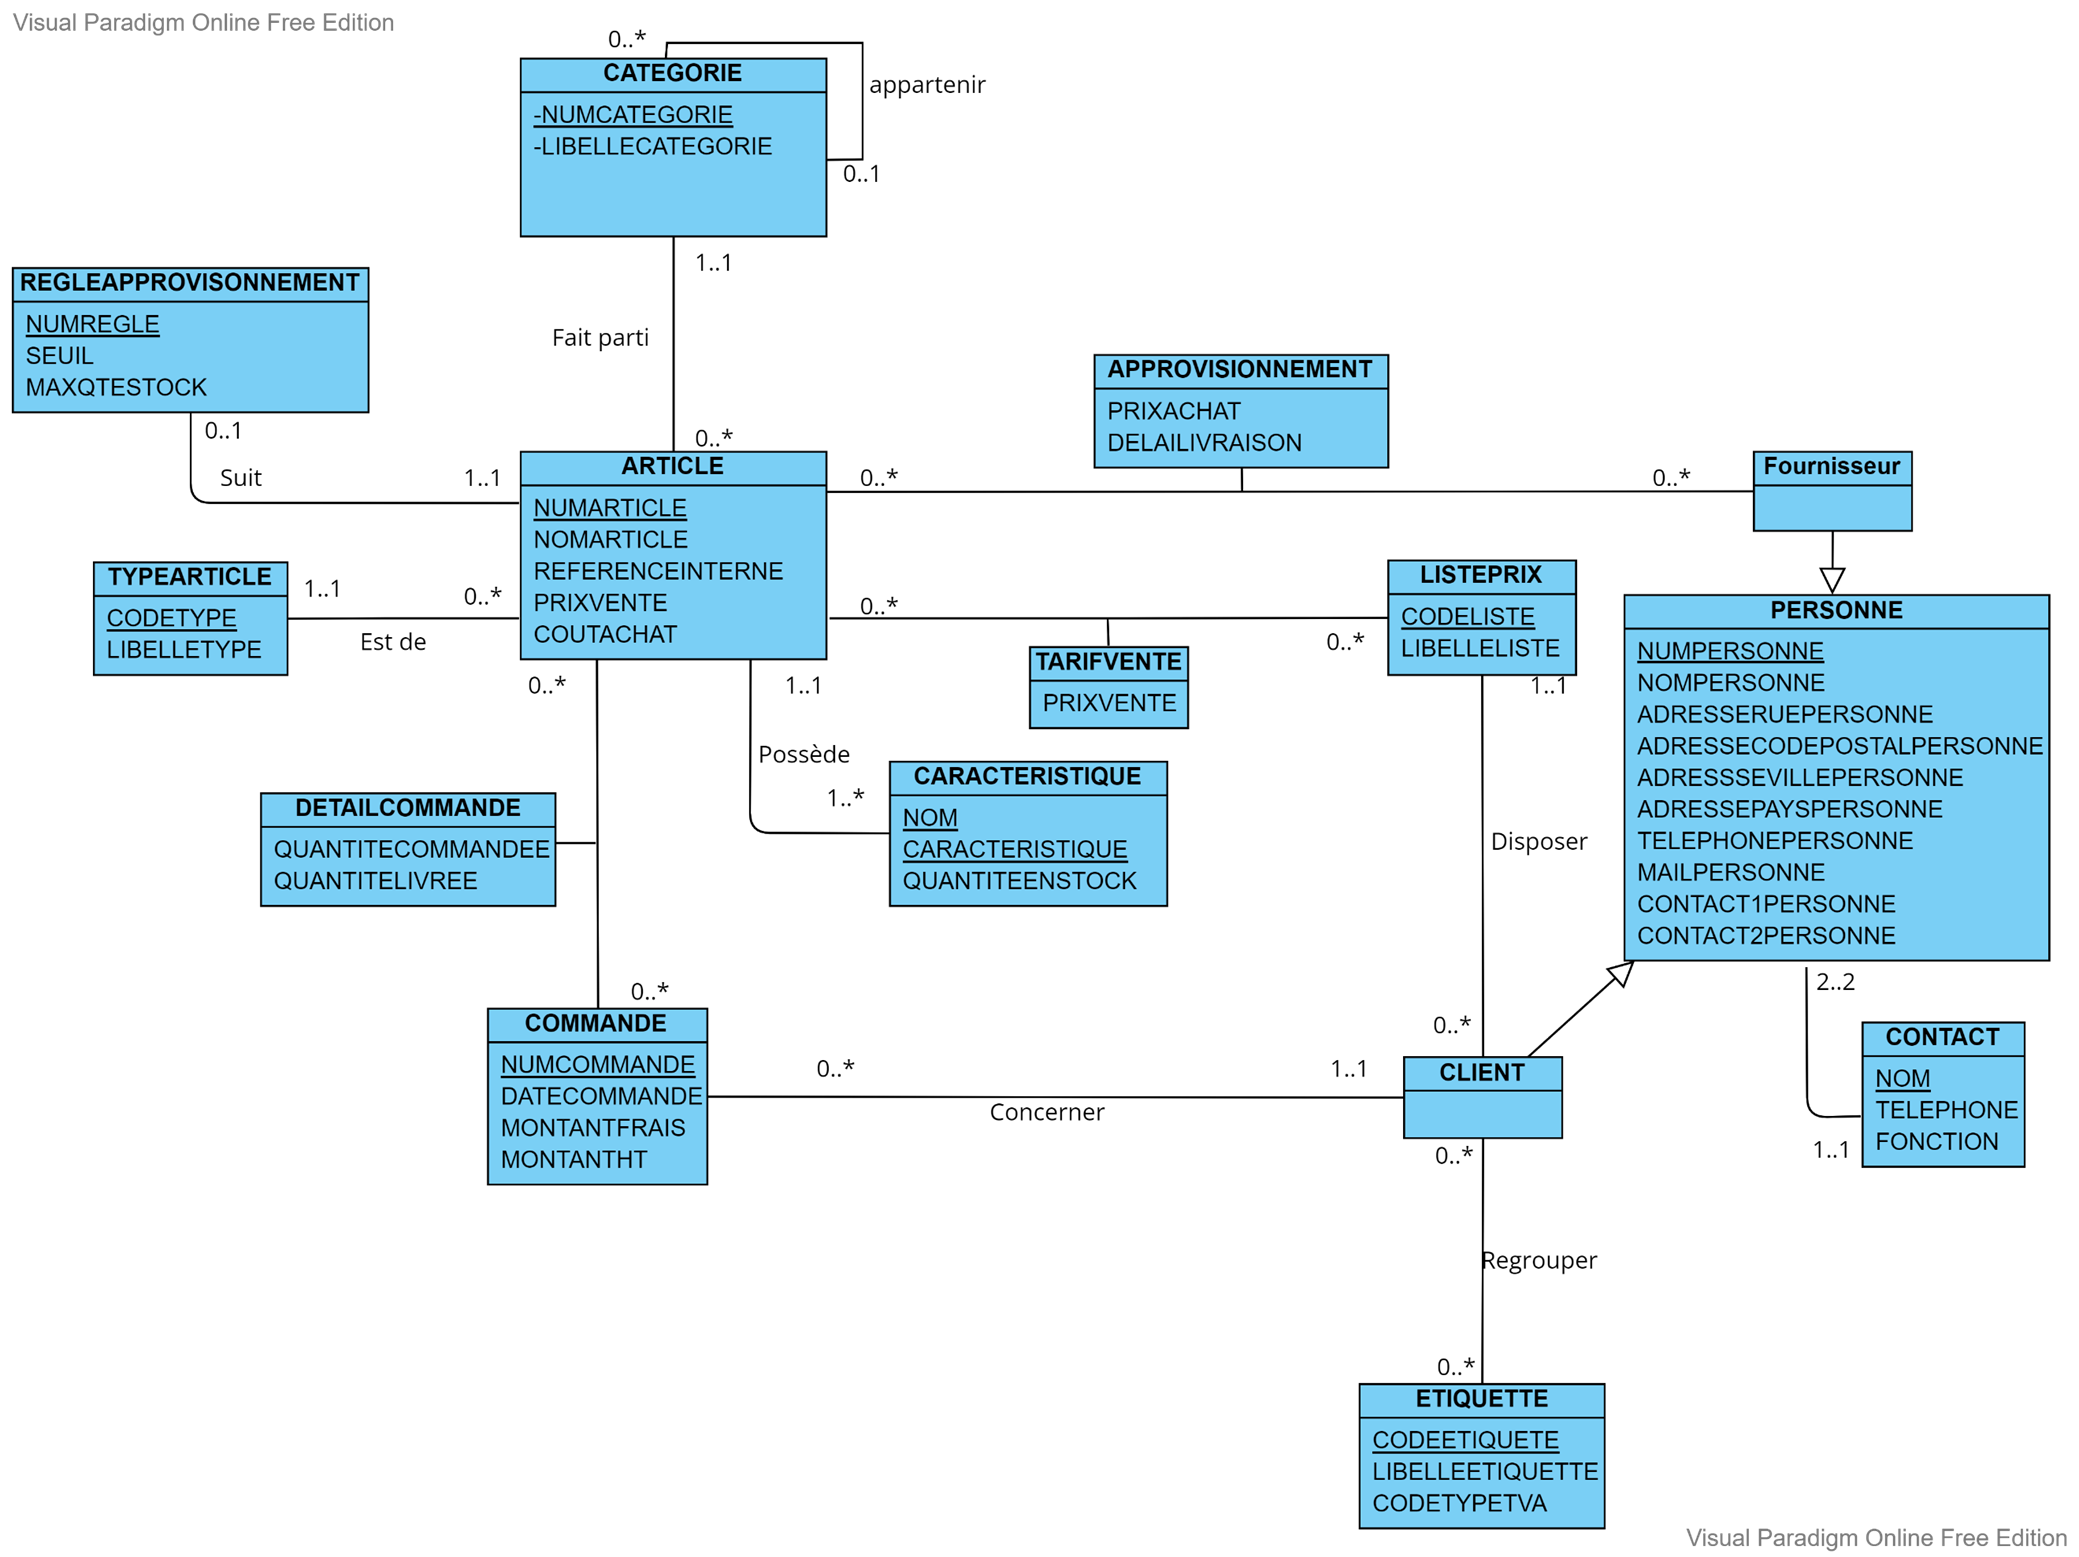 Visual Paradigm Online Free Edition
0..*
CATEGORIE
-NUMCATEGORIE
-LIBELLECATEGORIE
appartenir
0..1
1..1
Fait parti
0..*
REGLEAPPROVISONNEMENT
NUMREGLE
SEUIL
MAXQTESTOCK
0..1
Suit
1..1
ARTICLE
NUMARTICLE
NOMARTICLE
REFERENCEINTERNE
PRIXVENTE
COUTACHAT
APPROVISIONNEMENT
PRIXACHAT
DELAILIVRAISON
0..*
0..*
Fournisseur
TYPEARTICLE
CODETYPE
LIBELLETYPE
1..1
0..*
Est de
0..*
0..*
LISTEPRIX
CODELISTE
LIBELLELISTE
1..1
TARIFVENTE
PRIXVENTE
PERSONNE
NUMPERSONNE
NOMPERSONNE
ADRESSERUEPERSONNE
ADRESSECODEPOSTALPERSONNE
ADRESSSEVILLEPERSONNE
ADRESSEPAYSPERSONNE
TELEPHONEPERSONNE
MAILPERSONNE
CONTACT1PERSONNE
CONTACT2PERSONNE
0..*
1..1
Possède
1..*
CARACTERISTIQUE
NOM
CARACTERISTIQUE
QUANTITEENSTOCK
DETAILCOMMANDE
QUANTITECOMMANDEE
QUANTITELIVREE
Disposer
0..*
0..*
COMMANDE
NUMCOMMANDE
DATECOMMANDE
MONTANTFRAIS
MONTANTHT
0..*
1..1
Concerner
CLIENT
2..2
CONTACT
NOM
TELEPHONE
FONCTION
1..1
0..*
Regrouper
0..*
ETIQUETTE
CODEETIQUETE
LIBELLEETIQUETTE
CODETYPETVA
Visual Paradigm Online Free Edition